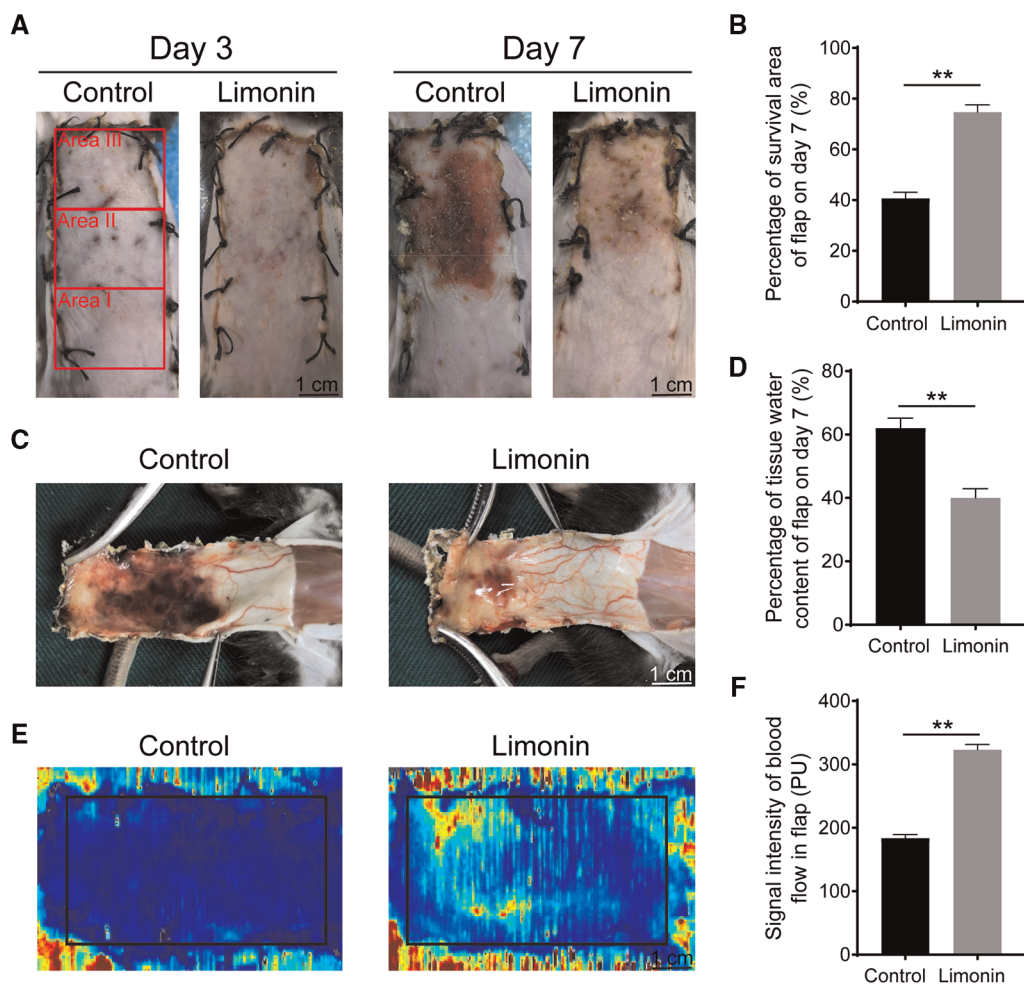 A
Day 3
Day 7
Control
Limonin
Control
Limonin
Area III
Area II
Area I
1 cm
1 cm
B
Percentage of survival area
of flap on day 7 (%)
100
80
60
40
20
0
**
Control
Limonin
C
Control
Limonin
1 cm
D
Percentage of tissue water
content of flap on day 7 (%)
80
60
40
20
0
**
Control
Limonin
E
Control
Limonin
1 cm
F
Signal intensity of blood
flow in flap (PU)
400
300
200
100
0
**
Control
Limonin